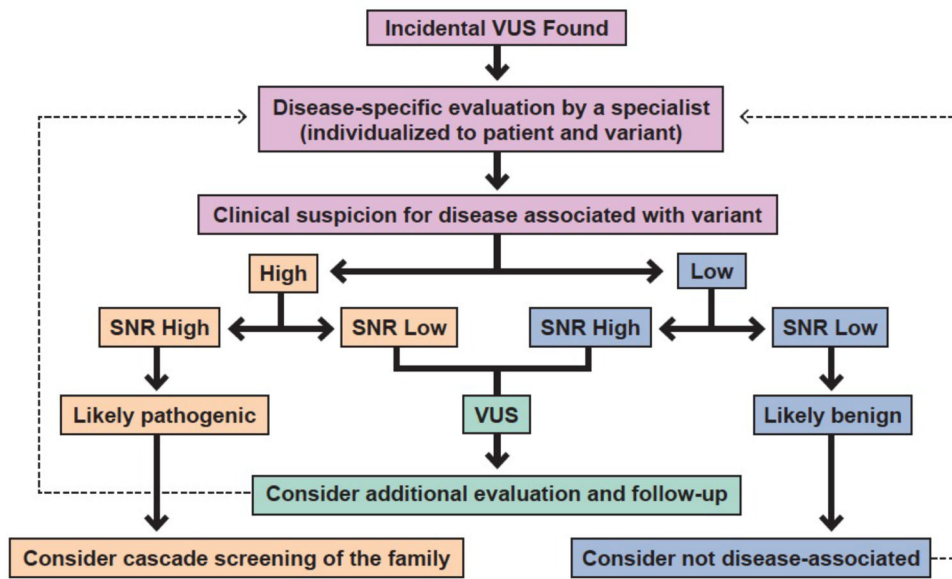 Incidental VUS Found
Disease-specific evaluation by a specialist
(individualized to patient and variant)
Clinical suspicion for disease associated with variant
High
Low
SNR High
SNR Low
SNR High
SNR Low
Likely pathogenic
VUS
Likely benign
Consider additional evaluation and follow-up
Consider cascade screening of the family
Consider not disease-associated